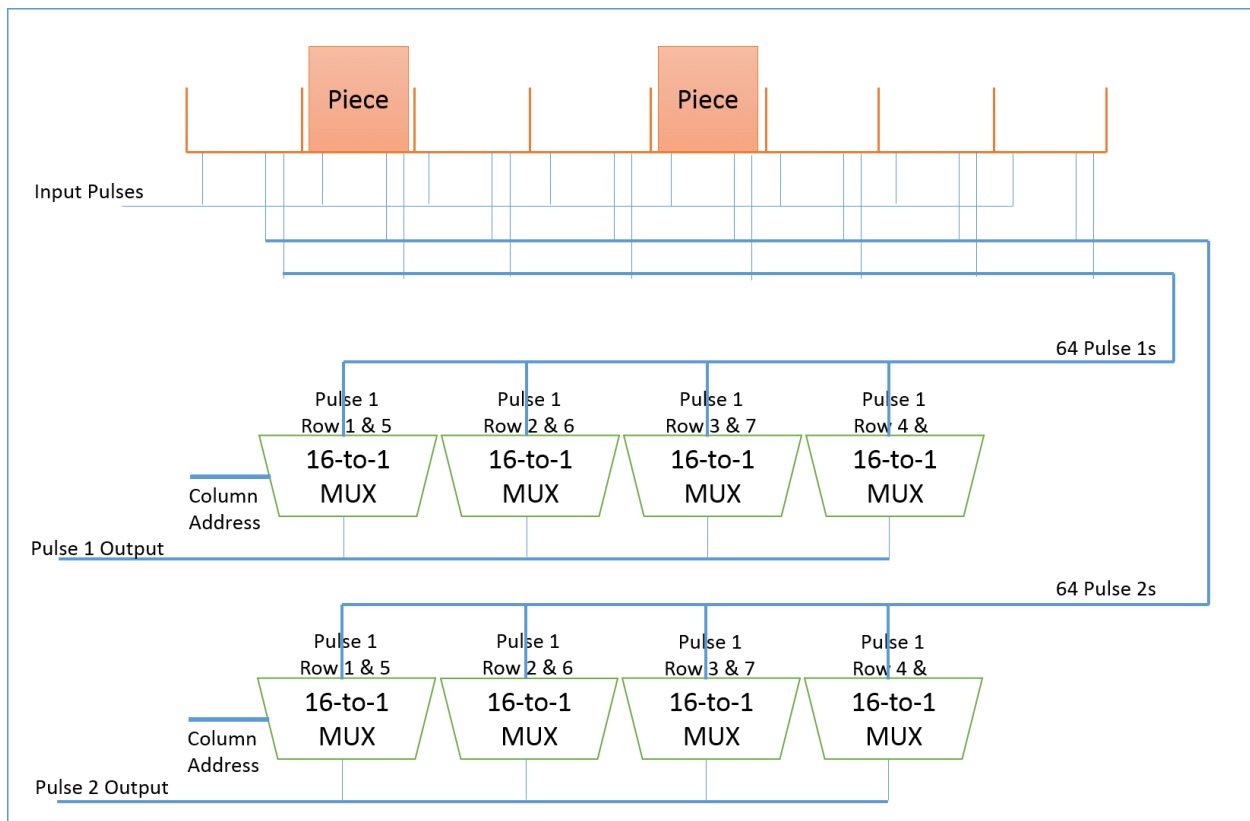 Piece
Piece
Input Pulses
64 Pulse 1s
Pulse 1
Row 1 & 5
Pulse 1
Row 2 & 6
Pulse 1
Row 3 & 7
Pulse 1
Row 4 &
16-to-1
MUX
16-to-1
MUX
16-to-1
MUX
16-to-1
MUX
Column
Address
Pulse 1 Output
64 Pulse 2s
Pulse 1
Row 1 & 5
Pulse 1
Row 2 & 6
Pulse 1
Row 3 & 7
Pulse 1
Row 4 &
16-to-1
MUX
16-to-1
MUX
16-to-1
MUX
16-to-1
MUX
Column
Address
Pulse 2 Output